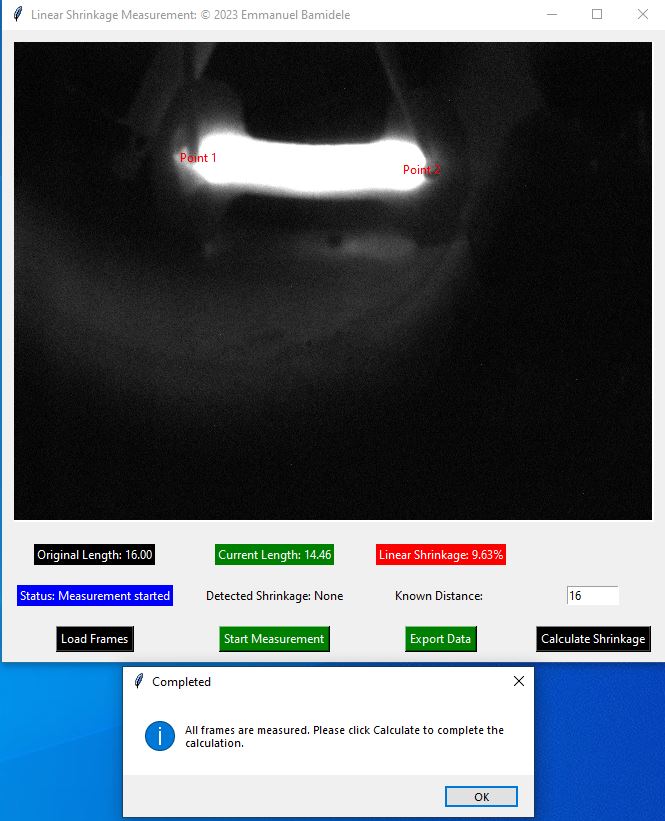 Linear Shrinkage Measurement: © 2023 Emmanuel Bamidele
Point 1
Point 2
Original Length: 16.00
Current Length: 14.46
Linear Shrinkage: 9.63%
Status: Measurement started
Detected Shrinkage: None
Known Distance:
16
Load Frames
Start Measurement
Export Data
Calculate Shrinkage
Completed
All frames are measured. Please click Calculate to complete the
calculation.
OK